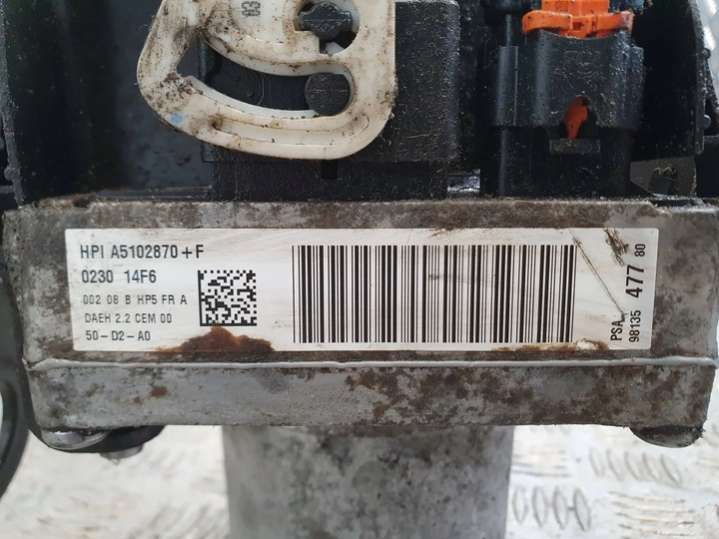 HPI A5102870+F
0230 14F6
002 08 B HP5 FR A
DAEH 2.2 CEM 00
50-D2-A0
PSA
98135 477 80